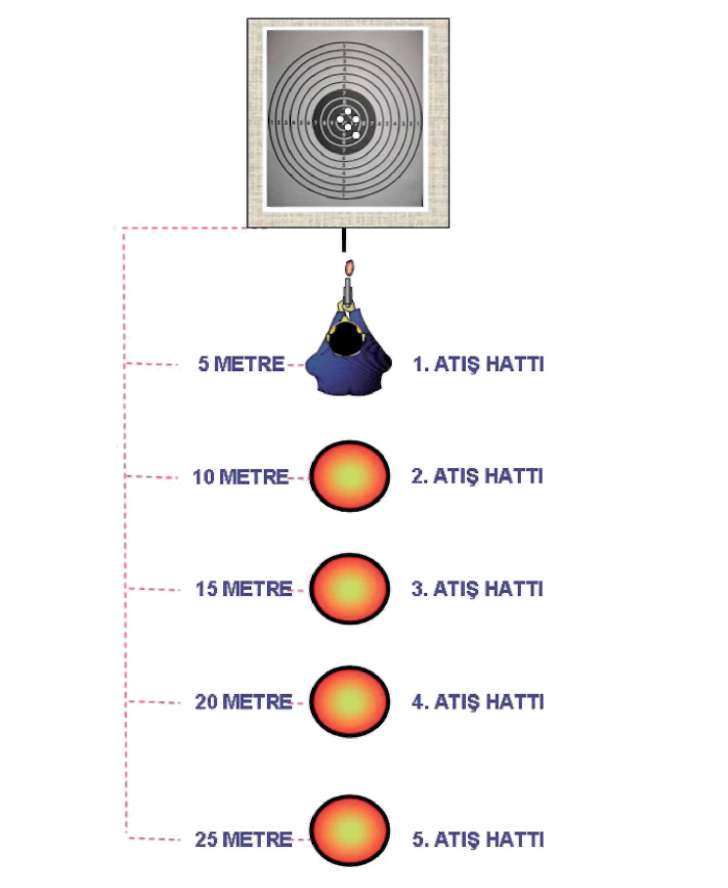 5 METRE 1. ATIŞ HATTI
10 METRE 2. ATIŞ HATTI
15 METRE 3. ATIŞ HATTI
20 METRE 4. ATIŞ HATTI
25 METRE 5. ATIŞ HATTI